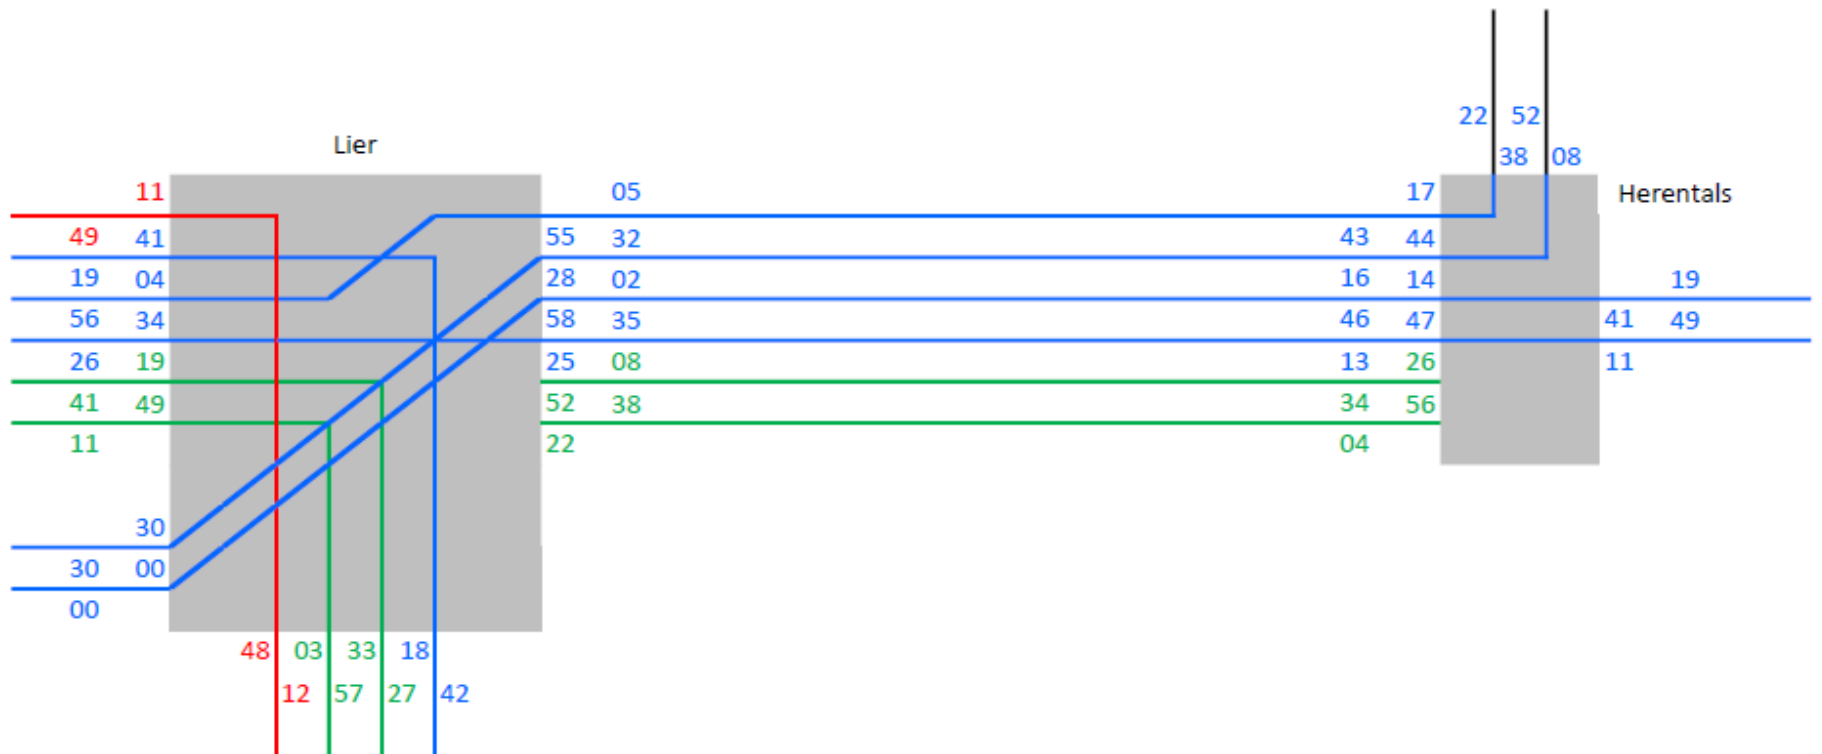 22 52
Lier
38 08
11 05 17 Herentals
49 41 55 32 43 44
19 04 28 02 16 14 19
56 34 58 35 46 47 41 49
26 19 25 08 13 26 11
41 49 52 38 34 56
11 22 04
30
30 00
00
48 03 33 18
12 57 27 42